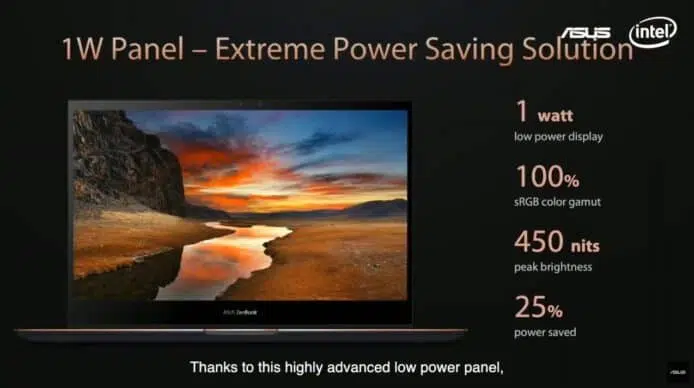 1W Panel – Extreme Power Saving Solution
ASUS
intel
1 watt
low power display
100%
sRGB color gamut
450 nits
peak brightness
25%
power saved
ASUS ZenBook
Thanks to this highly advanced low power panel,
ASUS